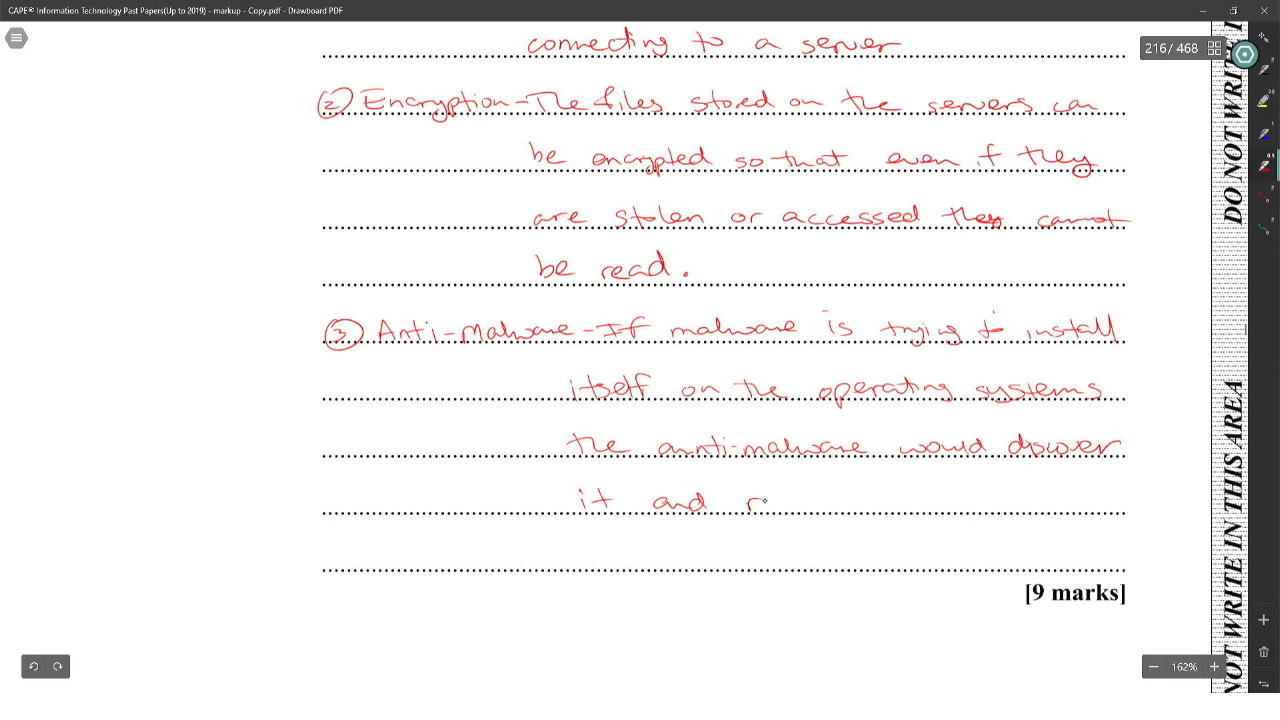 CAPE® Information Technology Past Papers(Up to 2019) - markup - Copy.pdf - Drawboard PDF
216 / 468
connecting to a server
(2) Encryption - The files stored on the servers can
be encrypted so that even if they
are stolen or accessed they cannot
be read.
(3) Anti-Malware - If malware is trying to install
itself on the operating systems
the annti-malware would discover
it and r
[9 marks]
DO NOT WRITE I
NOT WRITE IN THIS AREA
162%